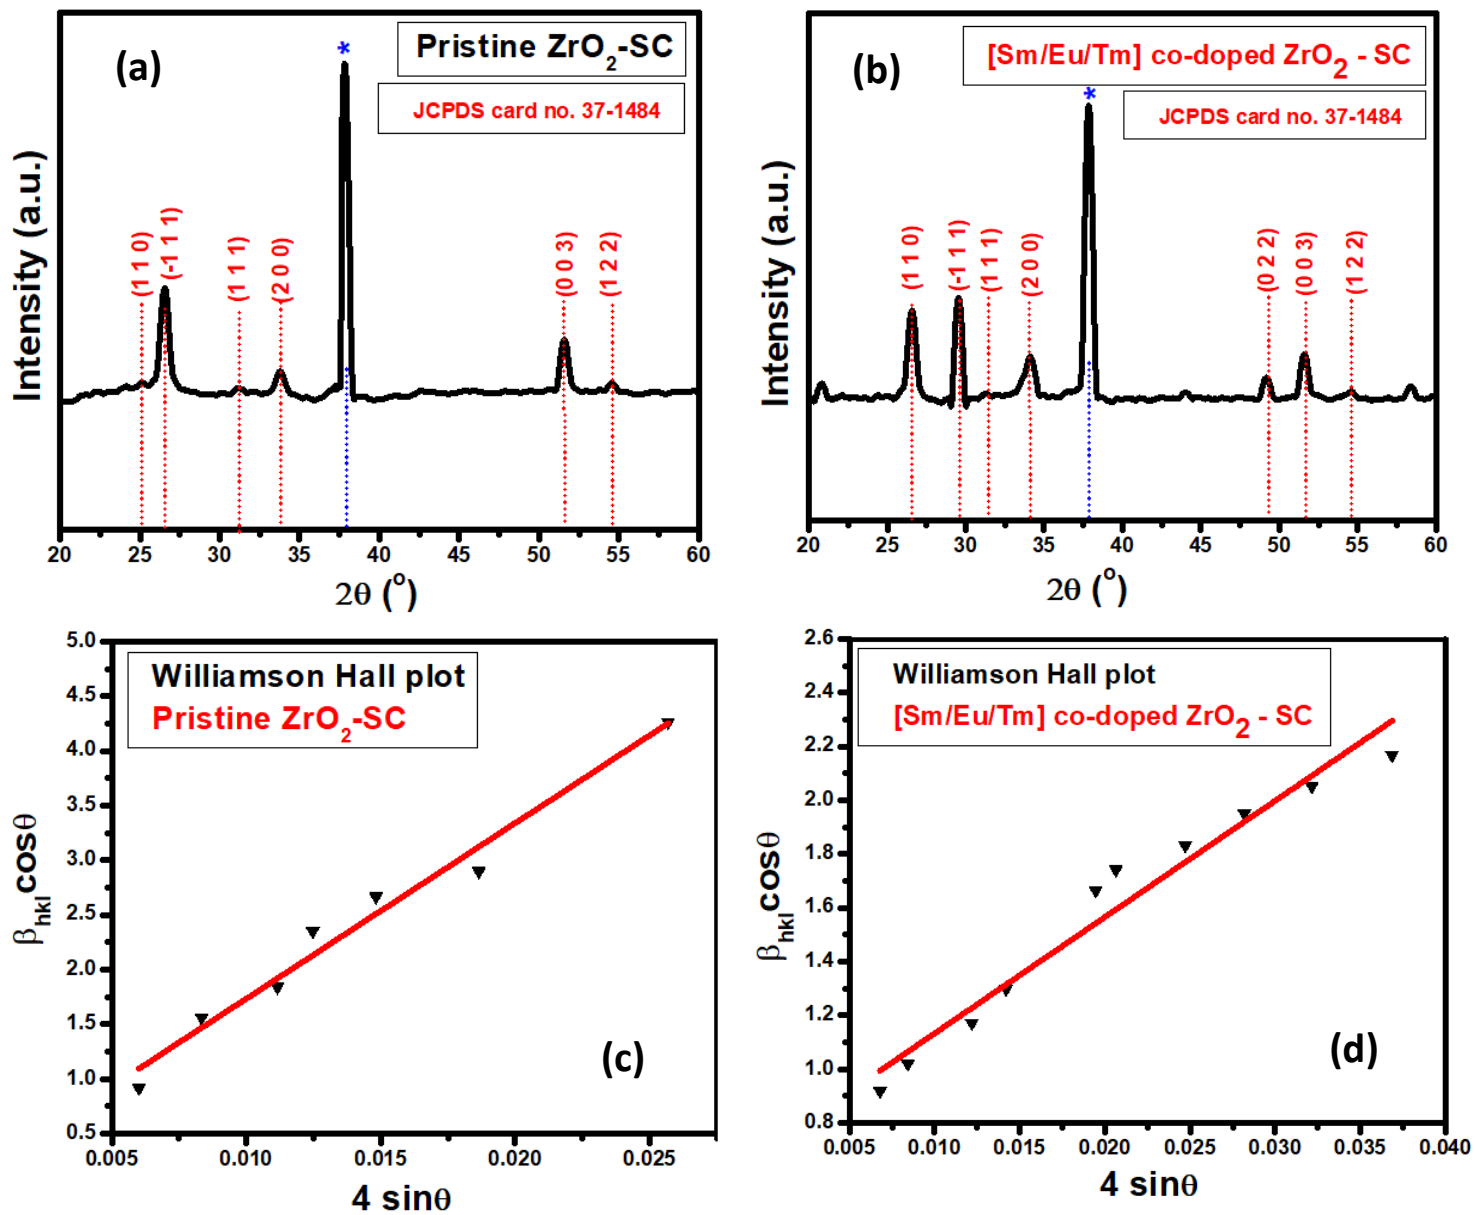 (a)
Pristine ZrO2-SC
JCPDS card no. 37-1484
*
(1 1 0)
(-1 1 1)
(1 1 1)
(2 0 0)
(0 0 3)
(1 2 2)
Intensity (a.u.)
20 25 30 35 40 45 50 55 60
2θ (o)
(b)
[Sm/Eu/Tm] co-doped ZrO2 - SC
JCPDS card no. 37-1484
*
(1 1 0)
(-1 1 1)
(1 1 1)
(2 0 0)
(0 2 2)
(0 0 3)
(1 2 2)
Intensity (a.u.)
20 25 30 35 40 45 50 55 60
2θ (o)
Williamson Hall plot
Pristine ZrO2-SC
5.0
4.5
4.0
3.5
3.0
2.5
2.0
1.5
1.0
0.5
βhklcosθ
(c)
0.005 0.010 0.015 0.020 0.025
4 sinθ
Williamson Hall plot
[Sm/Eu/Tm] co-doped ZrO2 - SC
2.6
2.4
2.2
2.0
1.8
1.6
1.4
1.2
1.0
0.8
βhklcosθ
(d)
0.005 0.010 0.015 0.020 0.025 0.030 0.035 0.040
4 sinθ